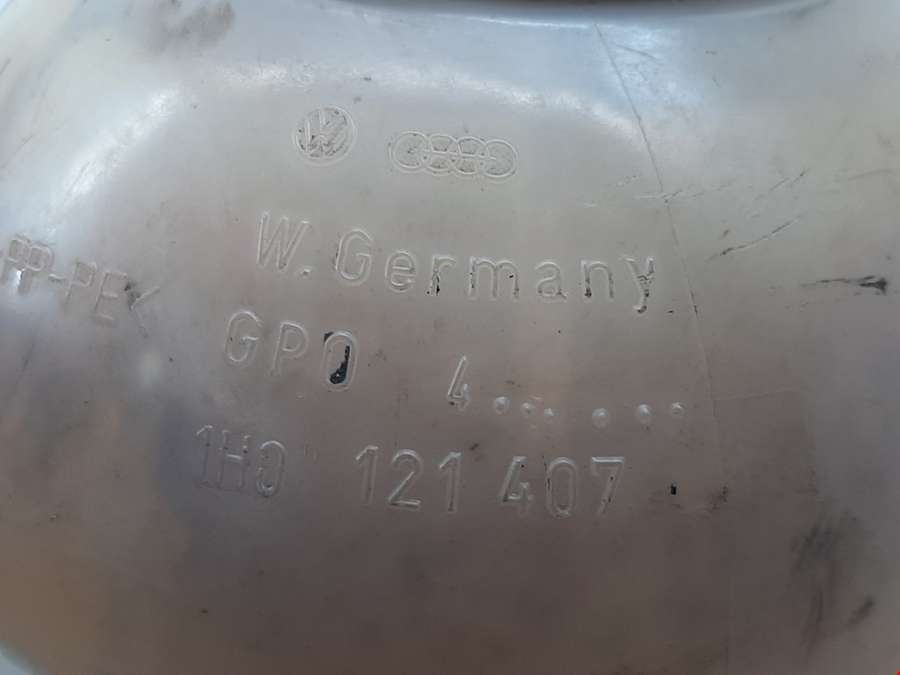 W. Germany
PP-PE<
GPO 4
1H0 121 407